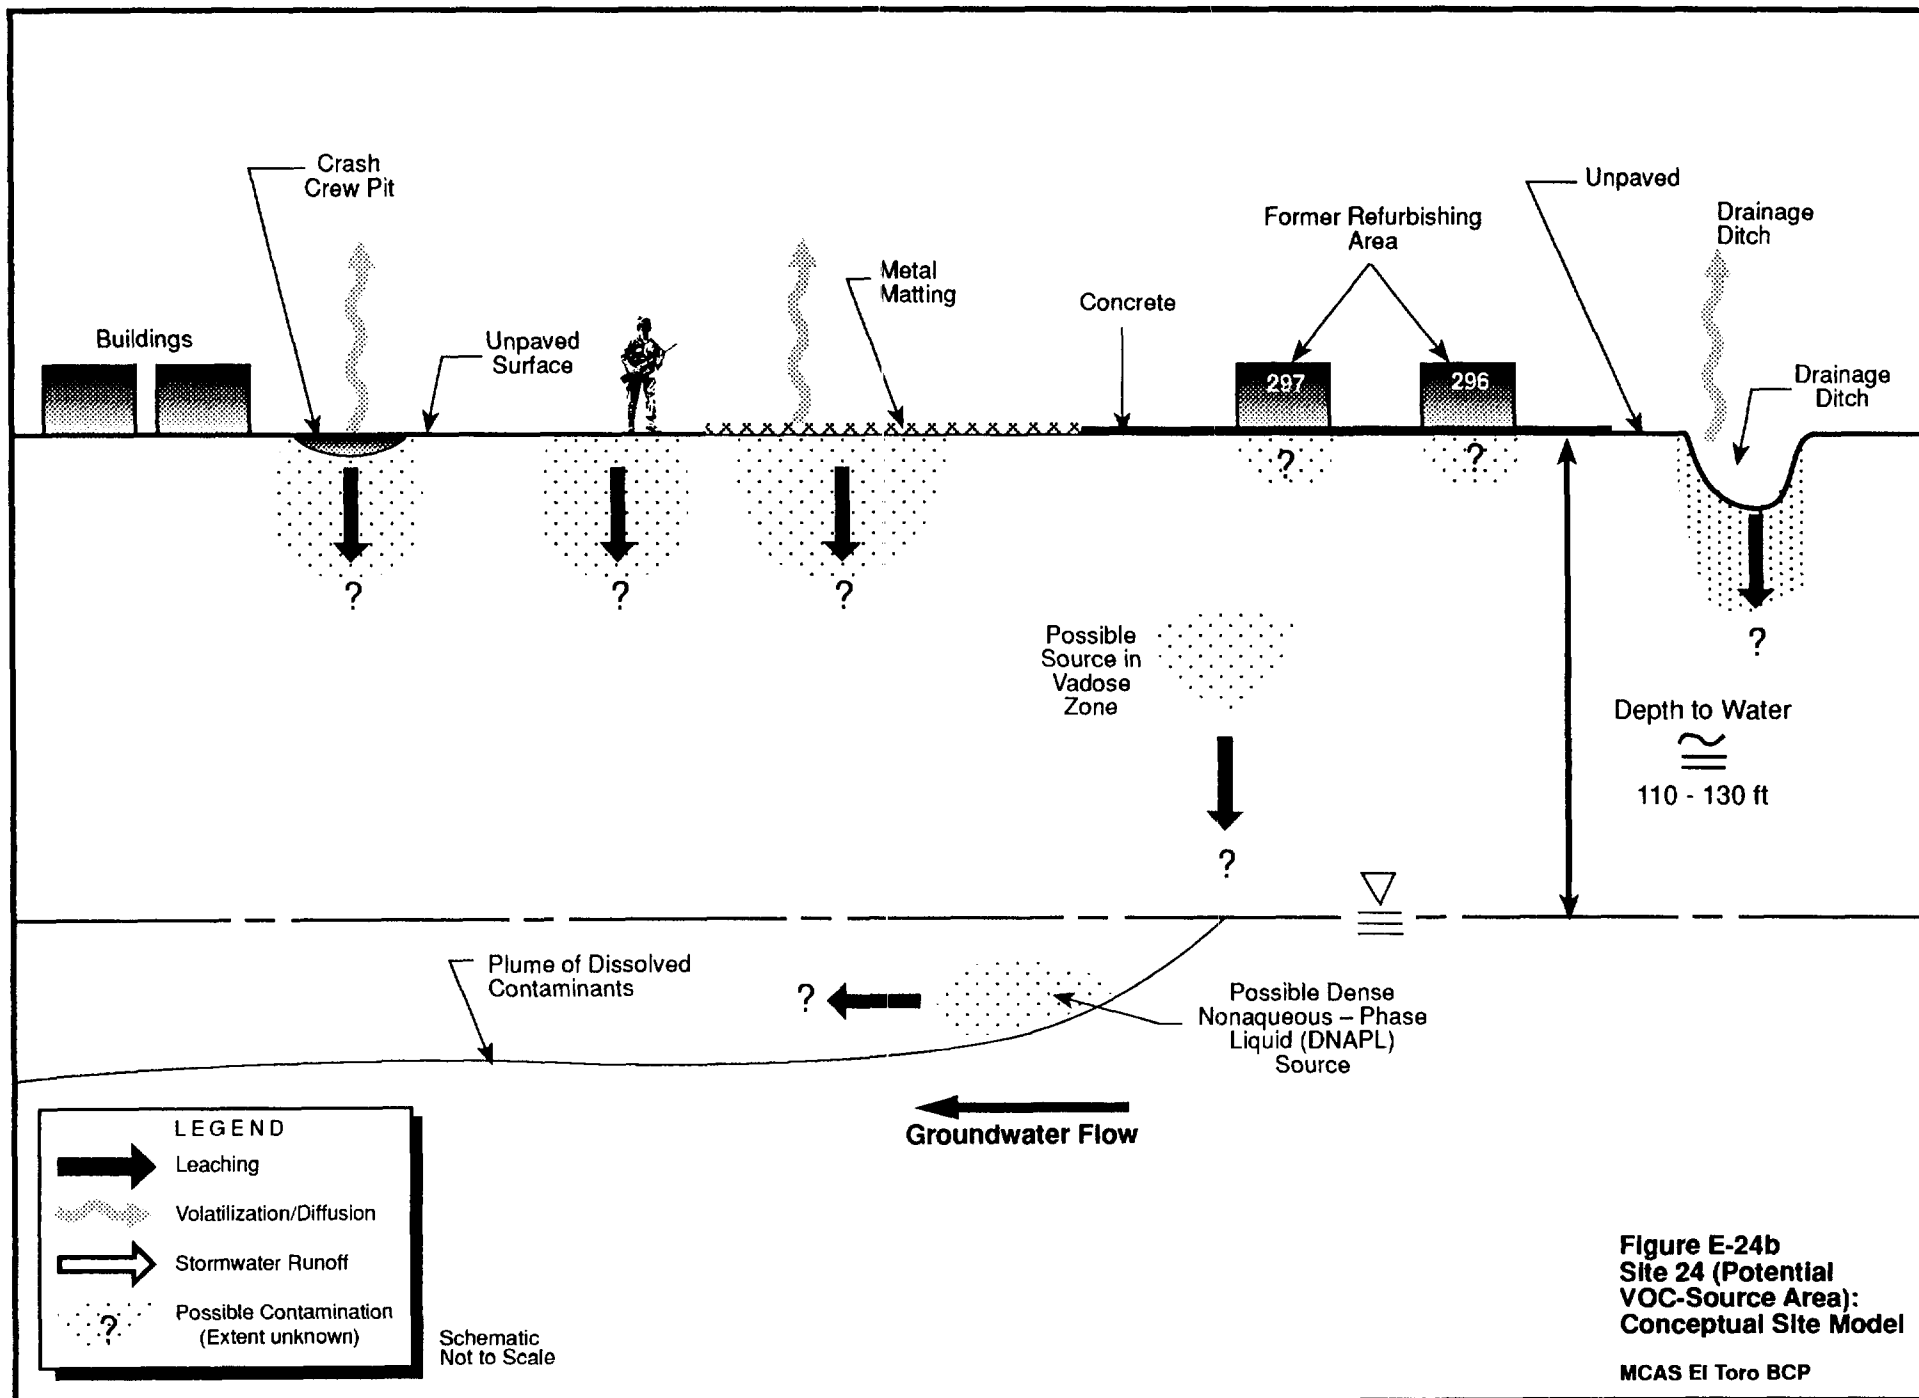 Crash
Crew Pit
Unpaved
Former Refurbishing
Area
Drainage
Ditch
Metal
Matting
Concrete
Buildings
Unpaved
Surface
297
296
Drainage
Ditch
?
?
?
?
?
?
Possible
Source in
Vadose
Zone
?
Depth to Water
110 - 130 ft
Plume of Dissolved
Contaminants
?
Possible Dense
Nonaqueous – Phase
Liquid (DNAPL)
Source
Groundwater Flow
LEGEND
Leaching
Volatilization/Diffusion
Stormwater Runoff
?
Possible Contamination
(Extent unknown)
Schematic
Not to Scale
Figure E-24b
Site 24 (Potential
VOC-Source Area):
Conceptual Site Model
MCAS El Toro BCP